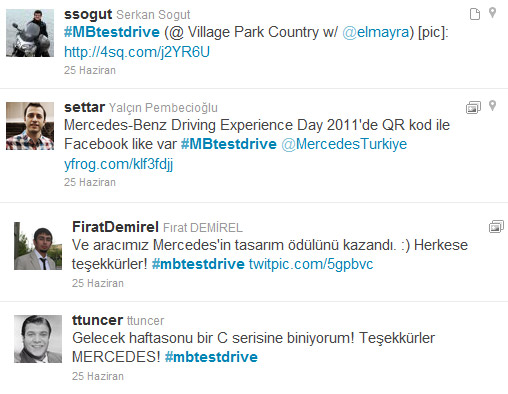 ssogut Serkan Sogut
#MBtestdrive (@ Village Park Country w/ @elmayra) [pic]:
http://4sq.com/j2YR6U
25 Haziran
settar Yalçın Pembecioğlu
Mercedes-Benz Driving Experience Day 2011'de QR kod ile
Facebook like var #MBtestdrive @MercedesTurkiye
yfrog.com/klf3fdjj
25 Haziran
FiratDemirel Fırat DEMİREL
Ve aracımız Mercedes'in tasarım ödülünü kazandı. :) Herkese
teşekkürler! #mbtestdrive twitpic.com/5gpbvc
25 Haziran
ttuncer ttuncer
Gelecek haftasonu bir C serisine biniyorum! Teşekkürler
MERCEDES! #mbtestdrive
25 Haziran